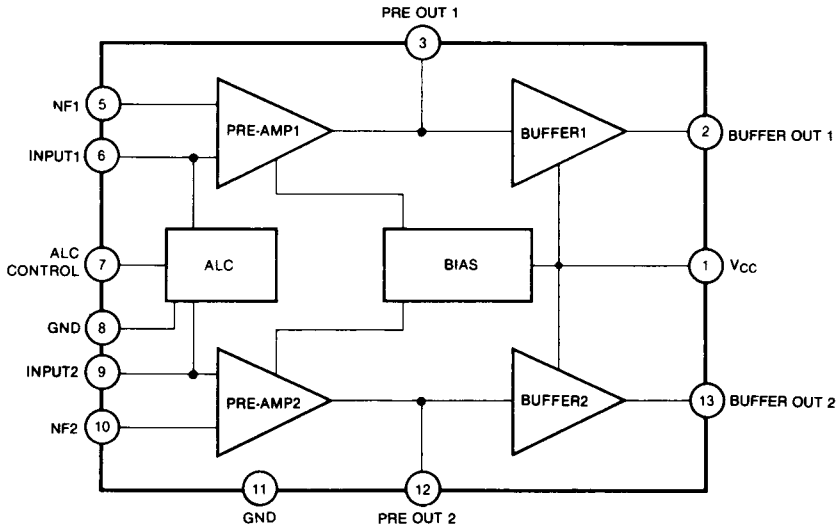 PRE OUT 1
3
NF1
5
PRE-AMP1
BUFFER1
2
BUFFER OUT 1
INPUT1
6
ALC
CONTROL
7
ALC
BIAS
1
VCC
GND
8
INPUT2
9
PRE-AMP2
BUFFER2
13
BUFFER OUT 2
NF2
10
11
GND
12
PRE OUT 2